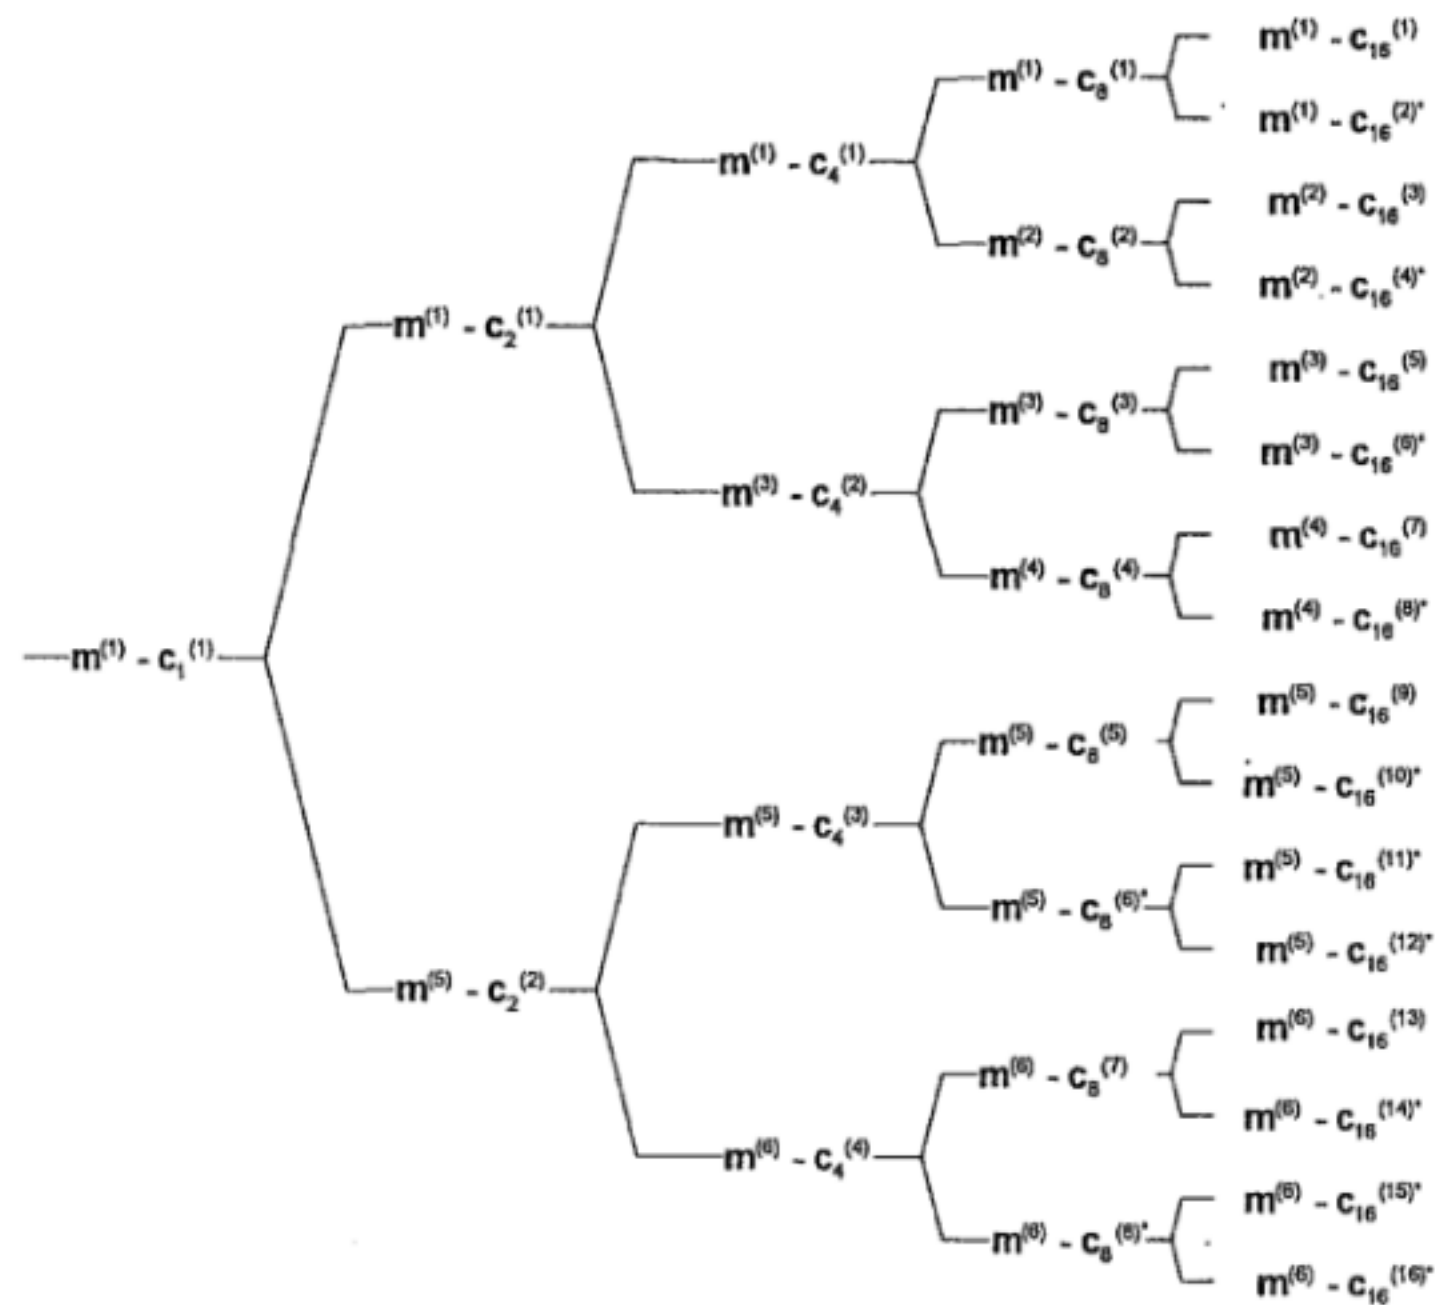 m⁽¹⁾ - c₁₆⁽¹⁾
m⁽¹⁾ - c₈⁽¹⁾
m⁽¹⁾ - c₁₆⁽²⁾*
m⁽¹⁾ - c₄⁽¹⁾
m⁽²⁾ - c₁₆⁽³⁾
m⁽²⁾ - c₈⁽²⁾
m⁽²⁾ - c₁₆⁽⁴⁾*
m⁽¹⁾ - c₂⁽¹⁾
m⁽³⁾ - c₁₆⁽⁵⁾
m⁽³⁾ - c₈⁽³⁾
m⁽³⁾ - c₁₆⁽⁶⁾*
m⁽³⁾ - c₄⁽²⁾
m⁽⁴⁾ - c₁₆⁽⁷⁾
m⁽⁴⁾ - c₈⁽⁴⁾
m⁽⁴⁾ - c₁₆⁽⁸⁾*
m⁽¹⁾ - c₁⁽¹⁾
m⁽⁵⁾ - c₁₆⁽⁹⁾
m⁽⁵⁾ - c₈⁽⁵⁾
m⁽⁵⁾ - c₁₆⁽¹⁰⁾*
m⁽⁵⁾ - c₄⁽³⁾
m⁽⁵⁾ - c₁₆⁽¹¹⁾*
m⁽⁵⁾ - c₈⁽⁶⁾*
m⁽⁵⁾ - c₁₆⁽¹²⁾*
m⁽⁵⁾ - c₂⁽²⁾
m⁽⁶⁾ - c₁₆⁽¹³⁾
m⁽⁶⁾ - c₈⁽⁷⁾
m⁽⁶⁾ - c₁₆⁽¹⁴⁾*
m⁽⁶⁾ - c₄⁽⁴⁾
m⁽⁶⁾ - c₁₆⁽¹⁵⁾*
m⁽⁶⁾ - c₈⁽⁸⁾*
m⁽⁶⁾ - c₁₆⁽¹⁶⁾*